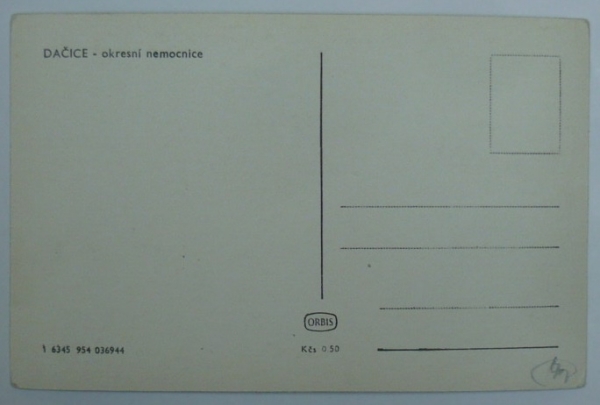 DAČICE - okresní nemocnice
ORBIS
1 6345 954 036944
Kčs 0.50